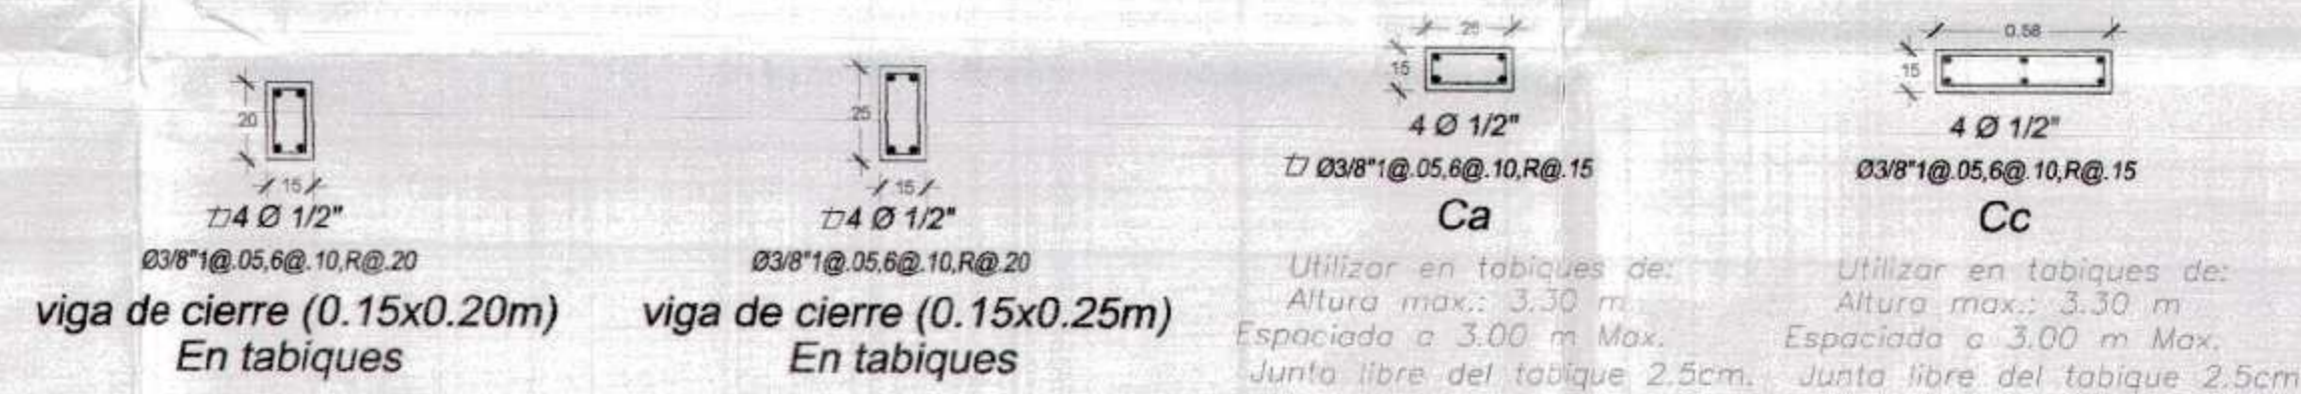 20
15
4 Ø 1/2"
Ø3/8"1@.05,6@.10,R@.20
viga de cierre (0.15x0.20m)
En tabiques
25
15
4 Ø 1/2"
Ø3/8"1@.05,6@.10,R@.20
viga de cierre (0.15x0.25m)
En tabiques
15
4 Ø 1/2"
Ø3/8"1@.05,6@.10,R@.15
Ca
Utilizar en tabiques de:
Altura max.: 3.30 m
Espaciada a 3.00 m Max.
Junta libre del tabique 2.5cm.
0.58
15
4 Ø 1/2"
Ø3/8"1@.05,6@.10,R@.15
Cc
Utilizar en tabiques de:
Altura max.: 3.30 m
Espaciada a 3.00 m Max.
Junta libre del tabique 2.5cm